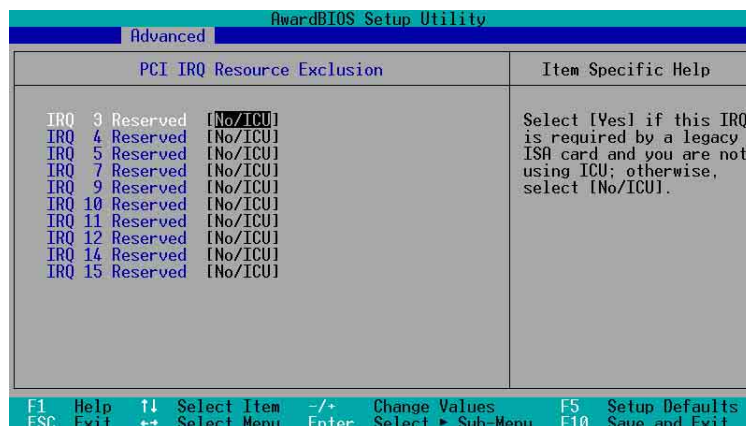 AwardBIOS Setup Utility
Advanced
PCI IRQ Resource Exclusion
Item Specific Help
IRQ 3 Reserved [No/ICU]
IRQ 4 Reserved [No/ICU]
IRQ 5 Reserved [No/ICU]
IRQ 7 Reserved [No/ICU]
IRQ 9 Reserved [No/ICU]
IRQ 10 Reserved [No/ICU]
IRQ 11 Reserved [No/ICU]
IRQ 12 Reserved [No/ICU]
IRQ 14 Reserved [No/ICU]
IRQ 15 Reserved [No/ICU]
Select [Yes] if this IRQ
is required by a legacy
ISA card and you are not
using ICU; otherwise,
select [No/ICU].
F1 Help ↑↓ Select Item -/+ Change Values F5 Setup Defaults
ESC Exit ←→ Select Menu Enter Select ► Sub-Menu F10 Save and Exit